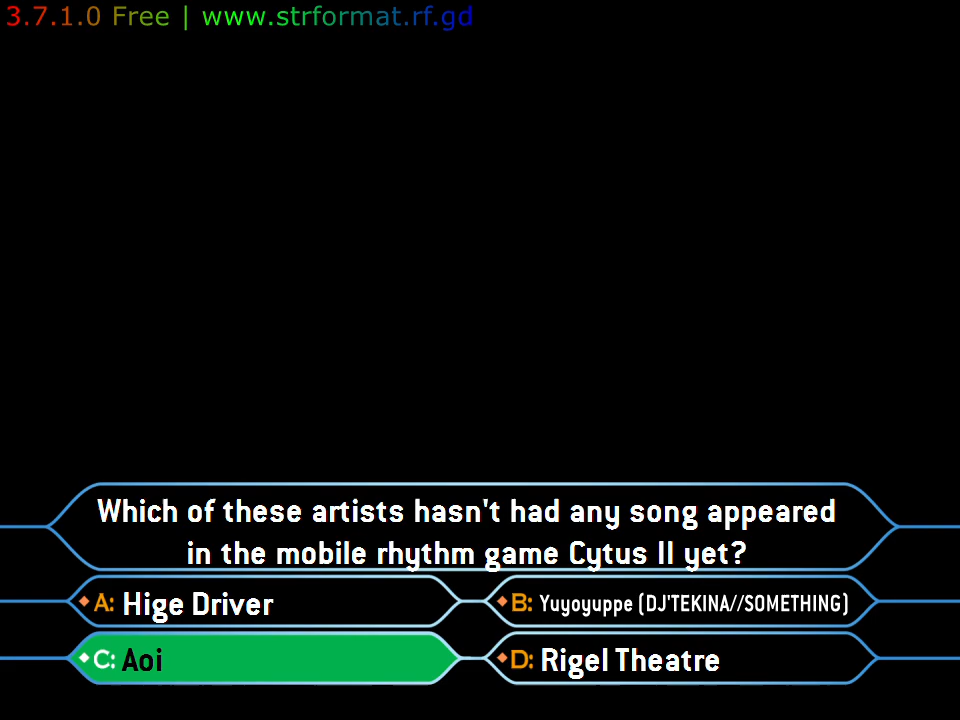 3.7.1.0 Free | www.strformat.rf.gd
Which of these artists hasn't had any song appeared
in the mobile rhythm game Cytus II yet?
A: Hige Driver
B: Yuyoyuppe (DJ'TEKINA//SOMETHING)
C: Aoi
D: Rigel Theatre